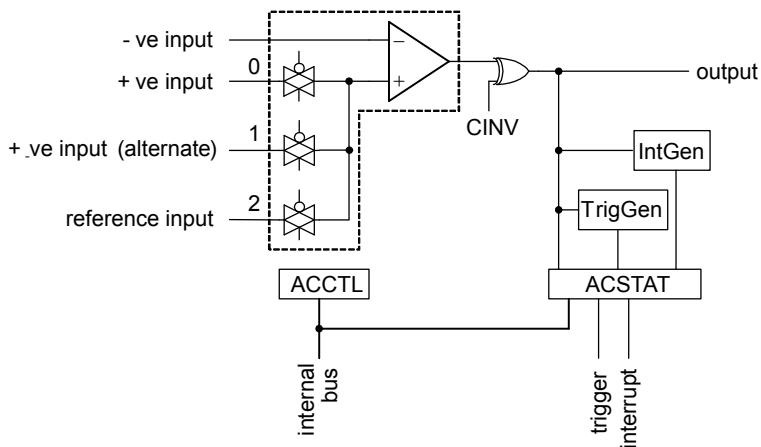 - ve input
−
0
+ ve input
+
output
CINV
1
+ -ve input (alternate)
IntGen
2
reference input
TrigGen
ACCTL
ACSTAT
internal
bus
trigger
interrupt